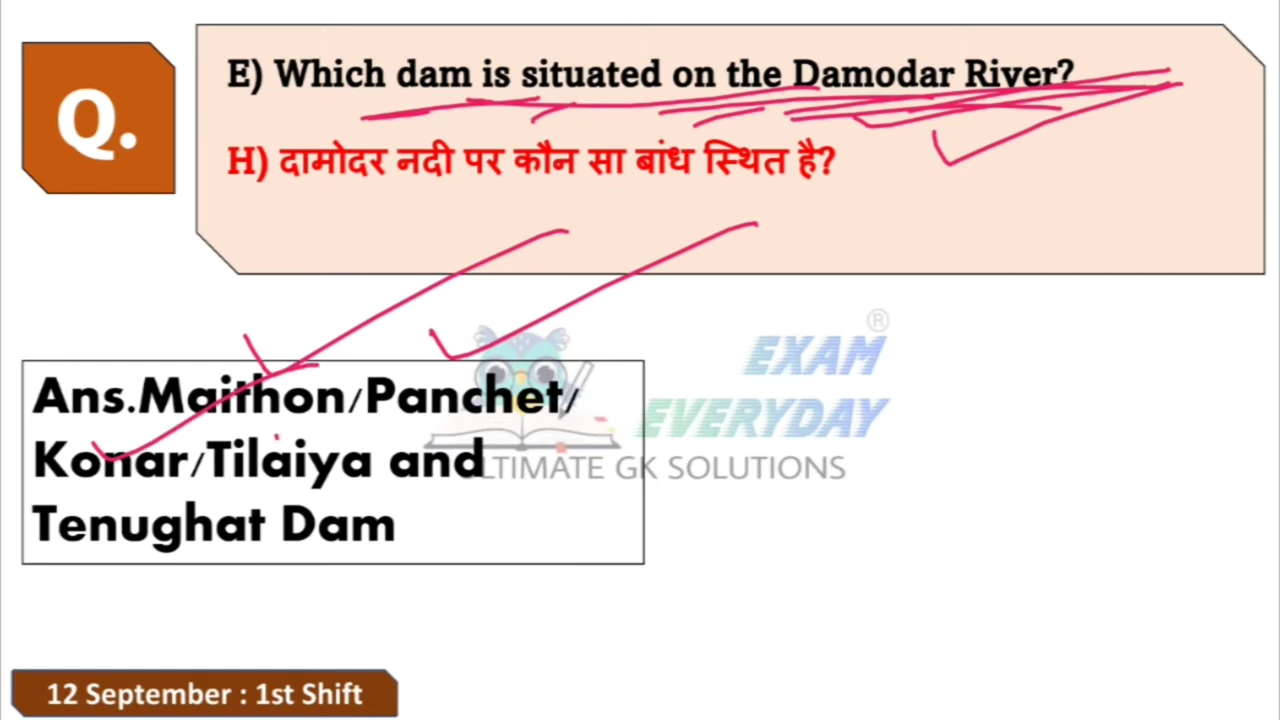 Q.
E) Which dam is situated on the Damodar River?
H) दामोदर नदी पर कौन सा बांध स्थित है?
EXAM ®
EVERYDAY
ULTIMATE GK SOLUTIONS
Ans.Maithon/Panchet/
Konar/Tilaiya and
Tenughat Dam
12 September : 1st Shift